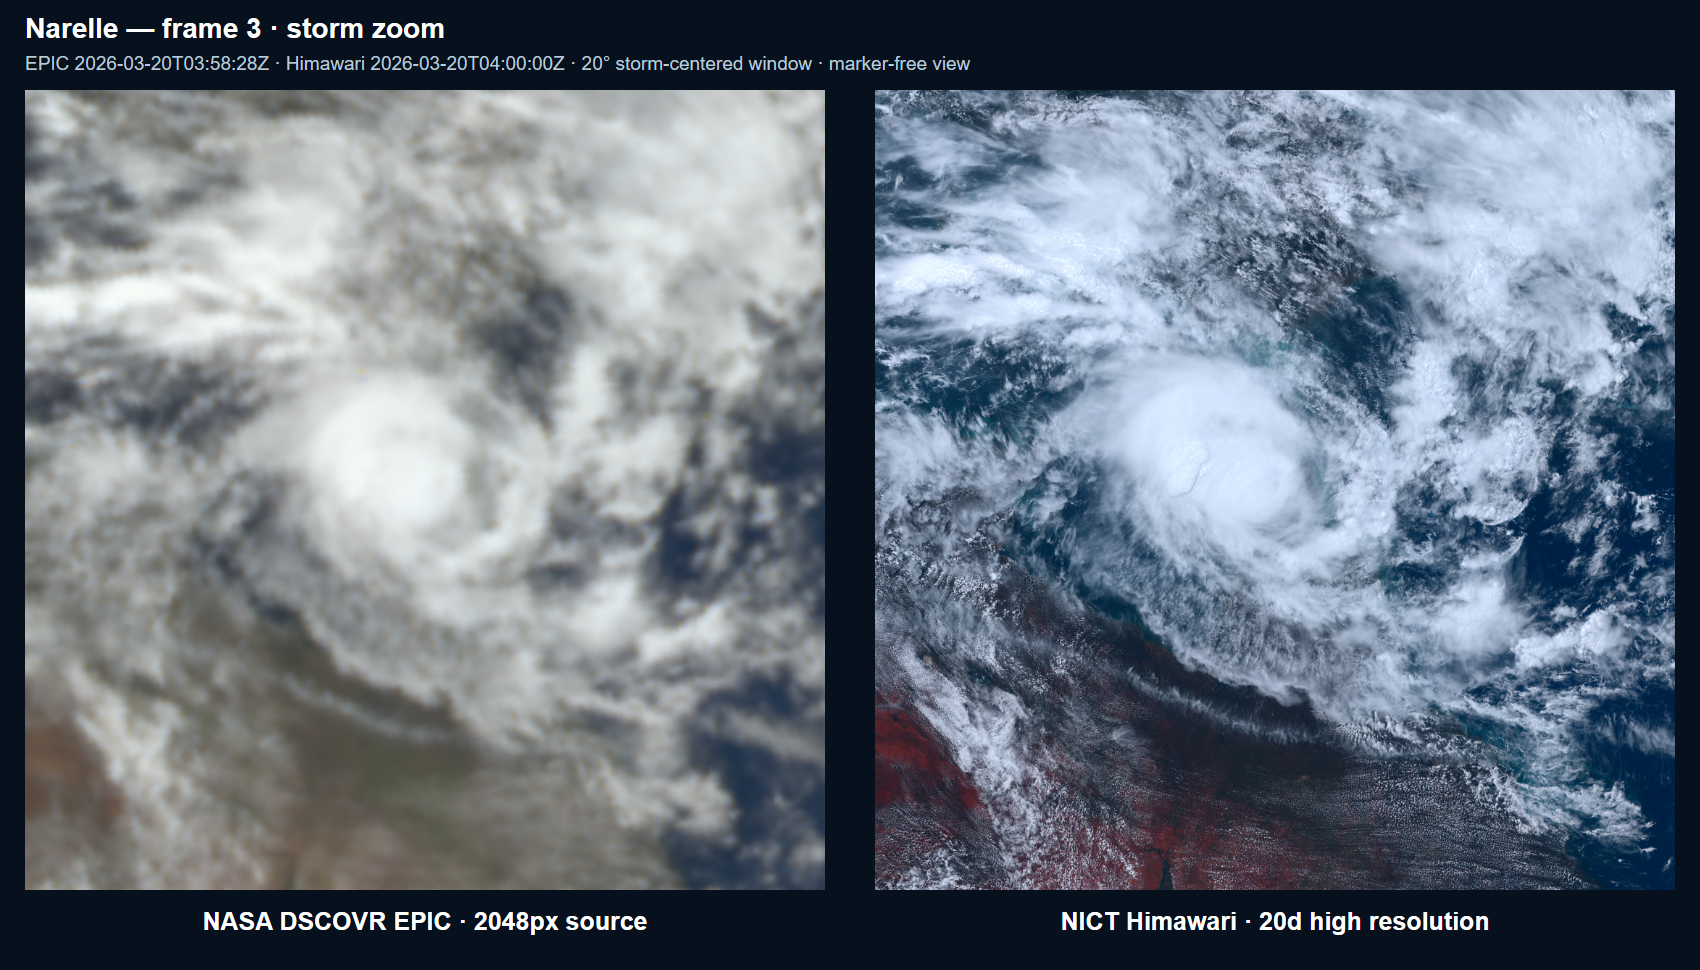 Narelle — frame 3 · storm zoom
EPIC 2026-03-20T03:58:28Z · Himawari 2026-03-20T04:00:00Z · 20° storm-centered window · marker-free view
NASA DSCOVR EPIC · 2048px source
NICT Himawari · 20d high resolution